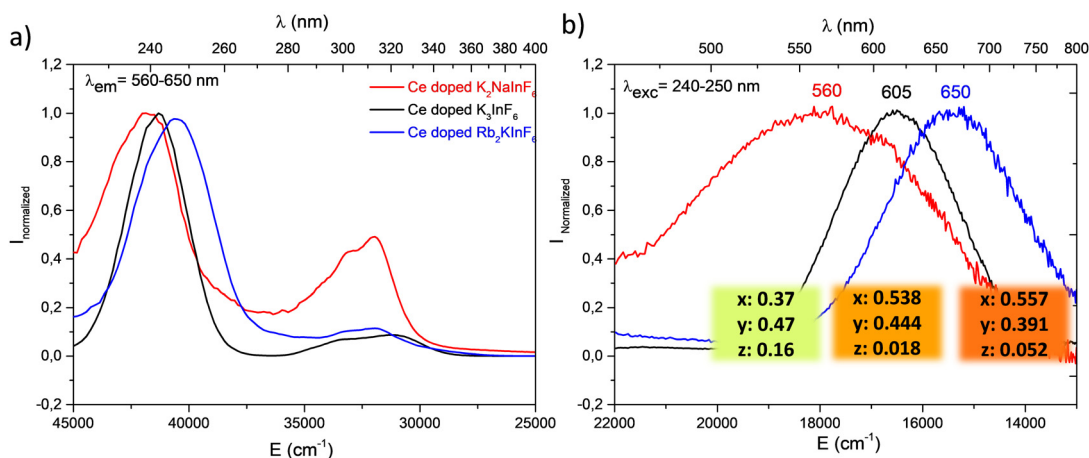 a)
λ (nm)
240 260 280 300 320 340 360 380 400
λem= 560-650 nm
Ce doped K2NaInF6
Ce doped K3InF6
Ce doped Rb2KInF6
1,2
1,0
0,8
0,6
0,4
0,2
0,0
-0,2
Inormalized
45000 40000 35000 30000 25000
E (cm-1)
b)
λ (nm)
500 550 600 650 700 750 800
λexc= 240-250 nm
560 605 650
1,2
1,0
0,8
0,6
0,4
0,2
0,0
-0,2
I Normalized
x: 0.37
y: 0.47
z: 0.16
x: 0.538
y: 0.444
z: 0.018
x: 0.557
y: 0.391
z: 0.052
22000 20000 18000 16000 14000
E (cm-1)